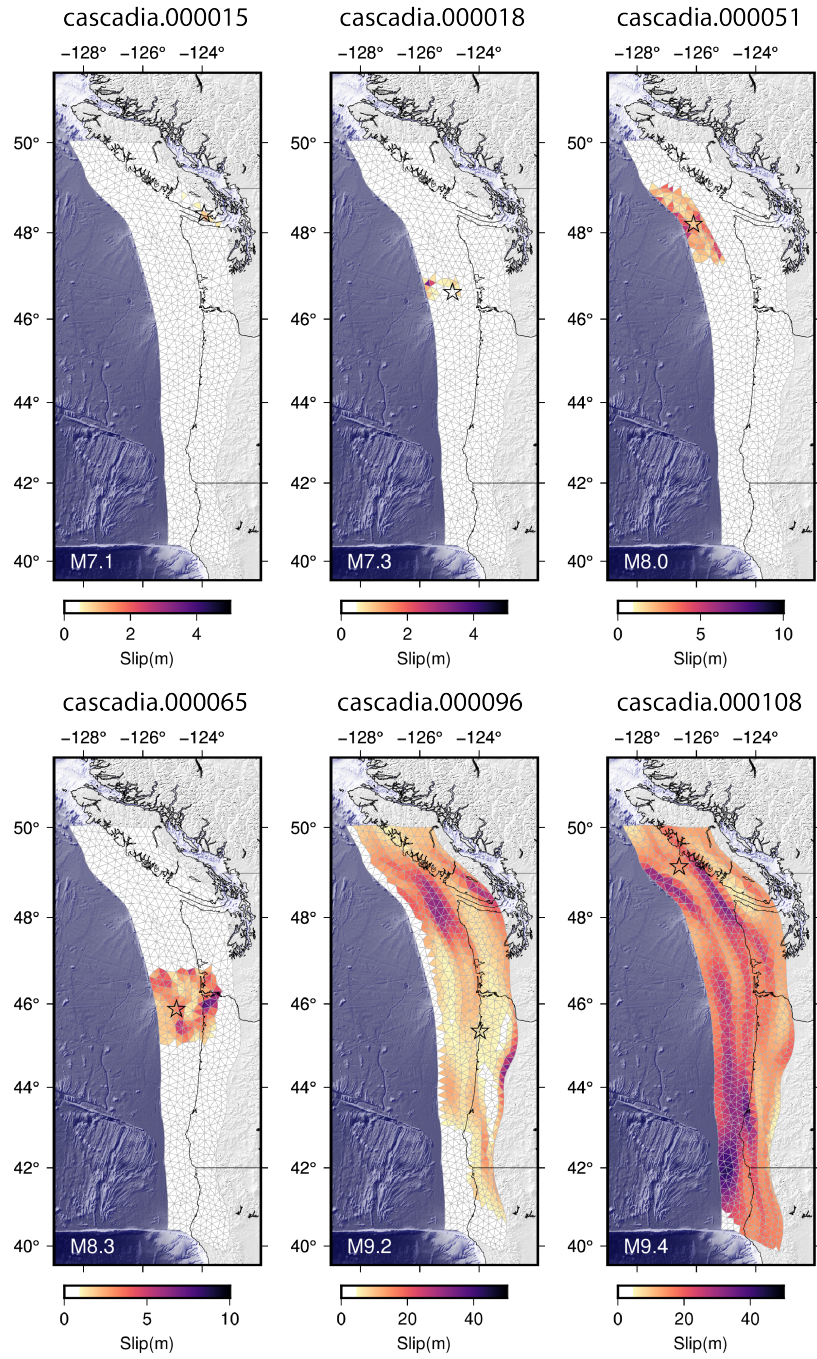 cascadia.000015 cascadia.000018 cascadia.000051
−128° −126° −124° −128° −126° −124° −128° −126° −124°
50° 50° 50°
48° 48° 48°
46° 46° 46°
44° 44° 44°
42° 42° 42°
40° M7.1 40° M7.3 40° M8.0
0 2 4 0 2 4 0 5 10
Slip(m) Slip(m) Slip(m)
cascadia.000065 cascadia.000096 cascadia.000108
−128° −126° −124° −128° −126° −124° −128° −126° −124°
50° 50° 50°
48° 48° 48°
46° 46° 46°
44° 44° 44°
42° 42° 42°
40° M8.3 40° M9.2 40° M9.4
0 5 10 0 20 40 0 20 40
Slip(m) Slip(m) Slip(m)